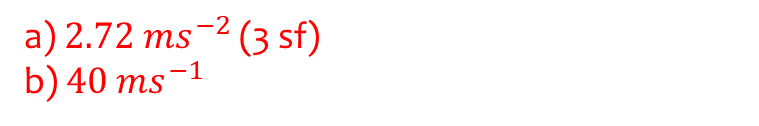 a) 2.72 ms⁻² (3 sf)
b) 40 ms⁻¹